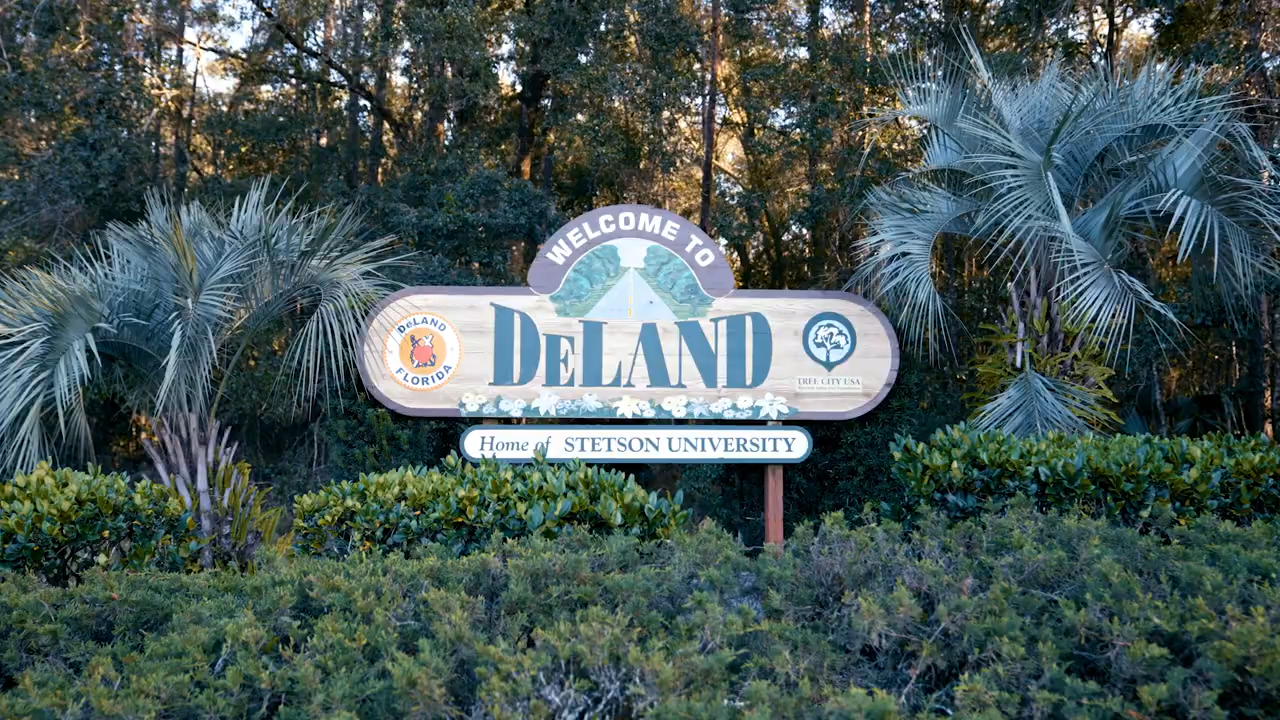 WELCOME TO
DELAND
DELAND
FLORIDA
TREE CITY USA
Home of STETSON UNIVERSITY